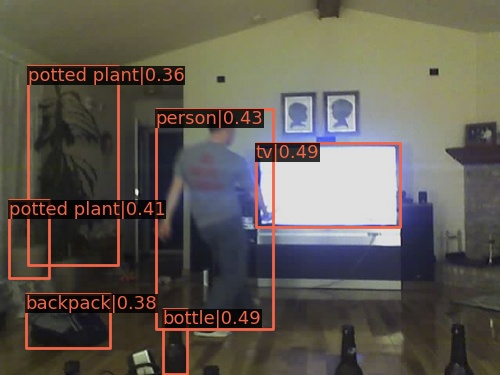 potted plant|0.36
person|0.43
tv|0.49
potted plant|0.41
backpack|0.38
bottle|0.49